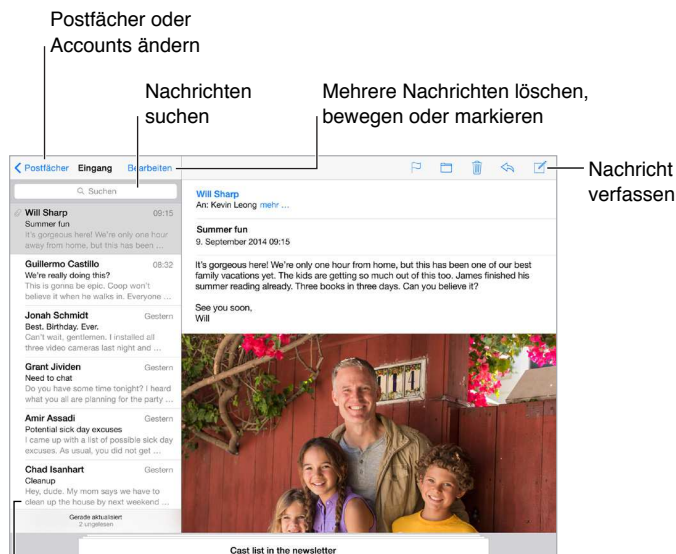 Postfächer oder
Accounts ändern
Nachrichten
suchen
Mehrere Nachrichten löschen,
bewegen oder markieren
Nachricht
verfassen
Postfächer Eingang Bearbeiten
Suchen
Will Sharp 09:15
Summer fun
It's gorgeous here! We're only one hour
away from home, but this has been ...
Guillermo Castillo 08:32
We're really doing this?
This is gonna be epic. Coop won't
believe it when he walks in. Everyone ...
Jonah Schmidt Gestern
Best. Birthday. Ever.
Can't wait, gentlemen. I installed all
three video cameras last night and ...
Grant Jividen Gestern
Need to chat
Do you have some time tonight? I heard
what you all are planning for the party ...
Amir Assadi Gestern
Potential sick day excuses
I came up with a list of possible sick day
excuses. As usual, you did not get ...
Chad Isanhart Gestern
Cleanup
Hey, dude. My mom says we have to
clean up the house by next weekend ...
Gerade aktualisiert
2 ungelesen
Will Sharp
An: Kevin Leong mehr ...
Summer fun
9. September 2014 09:15
It's gorgeous here! We're only one hour from home, but this has been one of our best
family vacations yet. The kids are getting so much out of this too. James finished his
summer reading already. Three books in three days. Can you believe it?
See you soon,
Will
Cast list in the newsletter